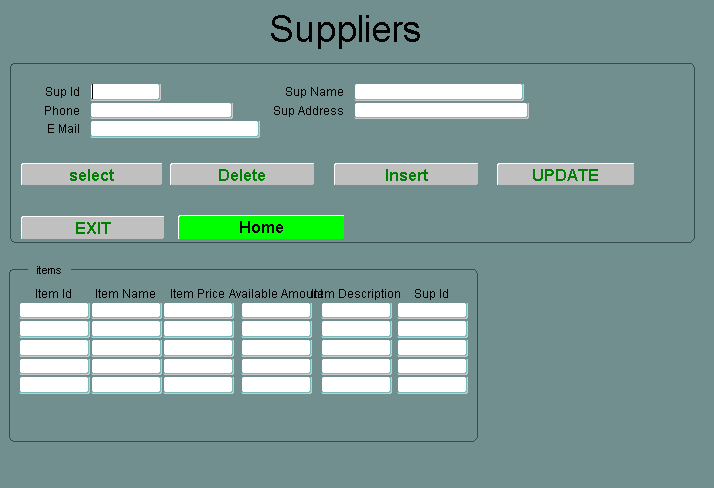 Suppliers
Sup Id Sup Name
Phone Sup Address
E Mail
select Delete Insert UPDATE
EXIT Home
items
Item Id Item Name Item Price Available Amount Item Description Sup Id